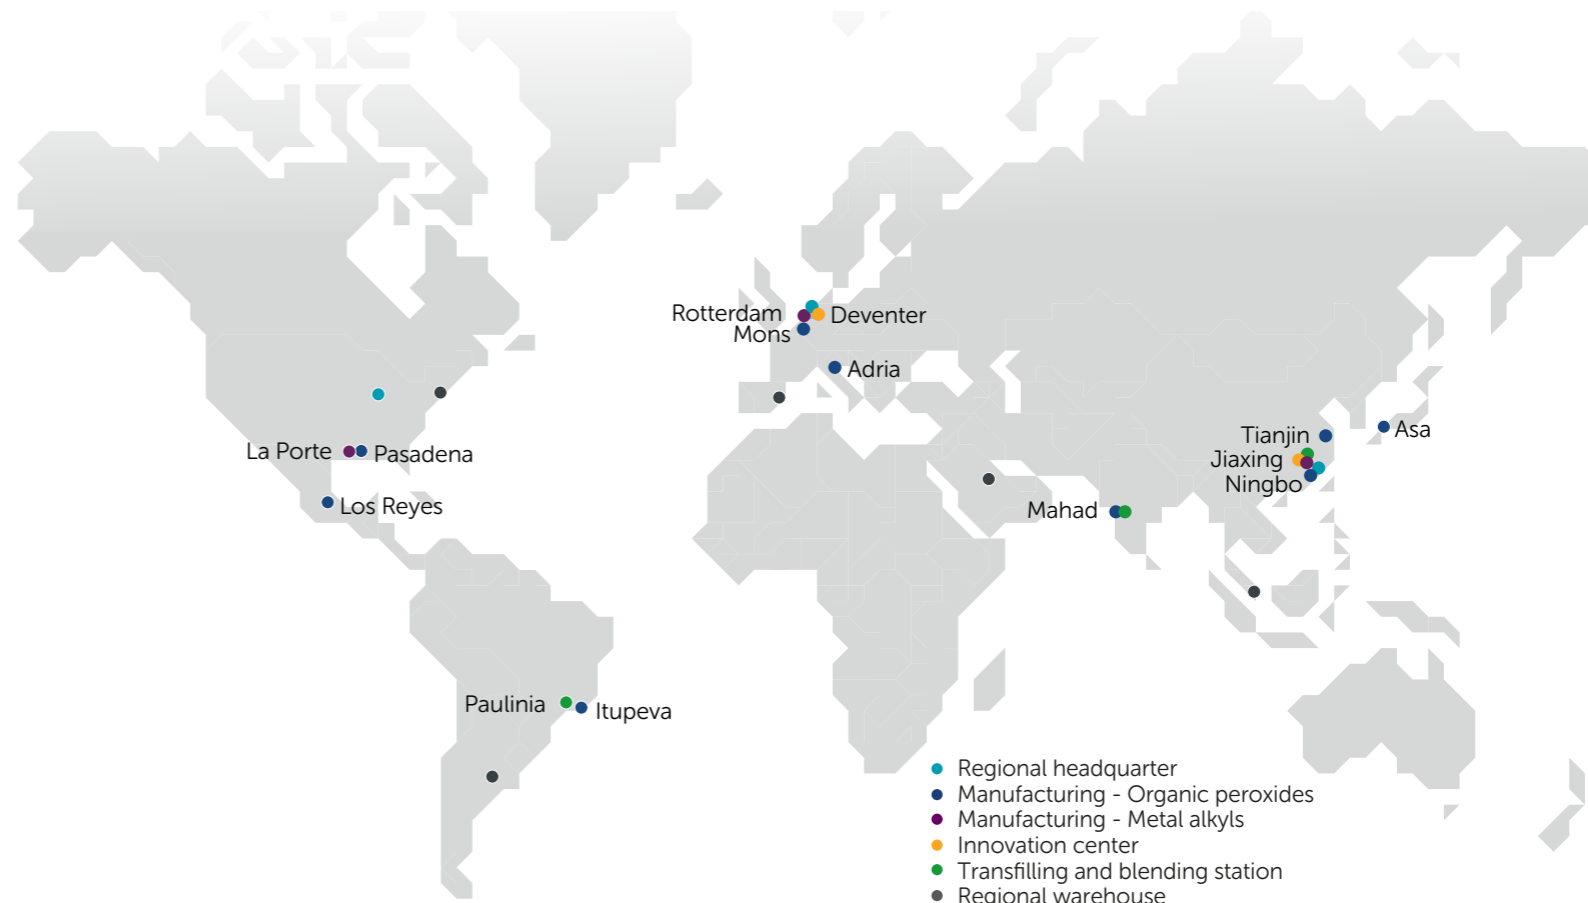 Rotterdam
Deventer
Mons
Adria
La Porte
Pasadena
Los Reyes
Tianjin
Asa
Jiaxing
Ningbo
Mahad
Paulinia
Itupeva
Regional headquarter
Manufacturing - Organic peroxides
Manufacturing - Metal alkyls
Innovation center
Transfilling and blending station
Regional warehouse